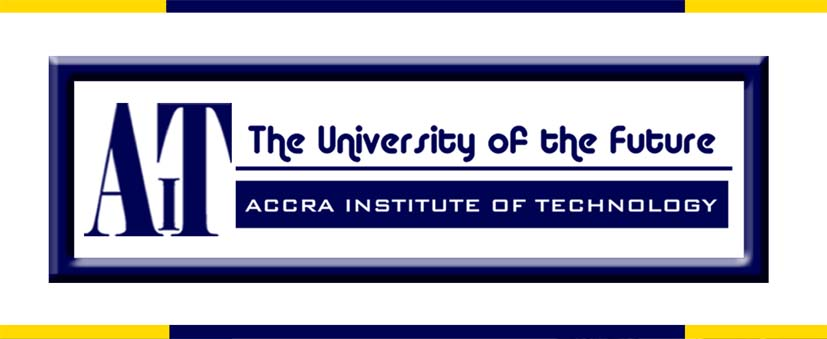 AIT
The University of the Future
ACCRA INSTITUTE OF TECHNOLOGY